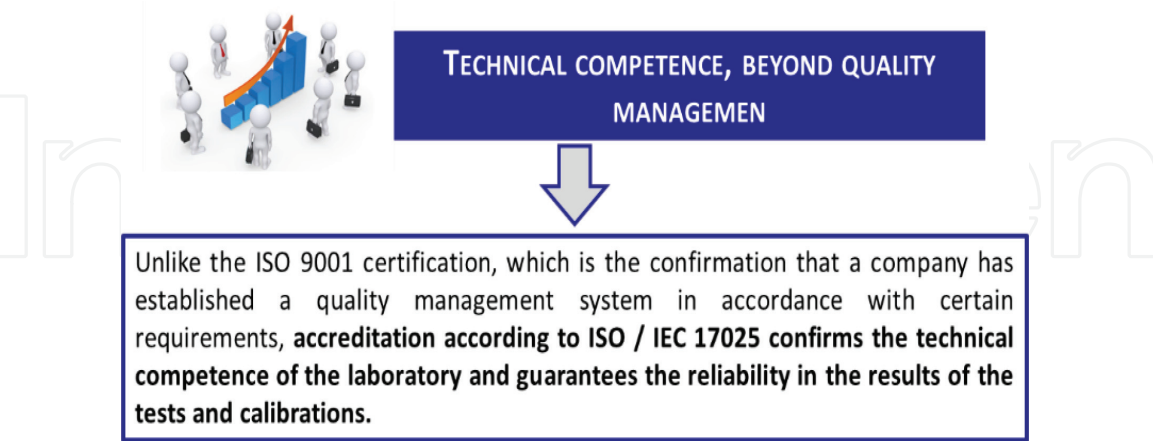 TECHNICAL COMPETENCE, BEYOND QUALITY
MANAGEMEN
Unlike the ISO 9001 certification, which is the confirmation that a company has
established a quality management system in accordance with certain
requirements, accreditation according to ISO / IEC 17025 confirms the technical
competence of the laboratory and guarantees the reliability in the results of the
tests and calibrations.